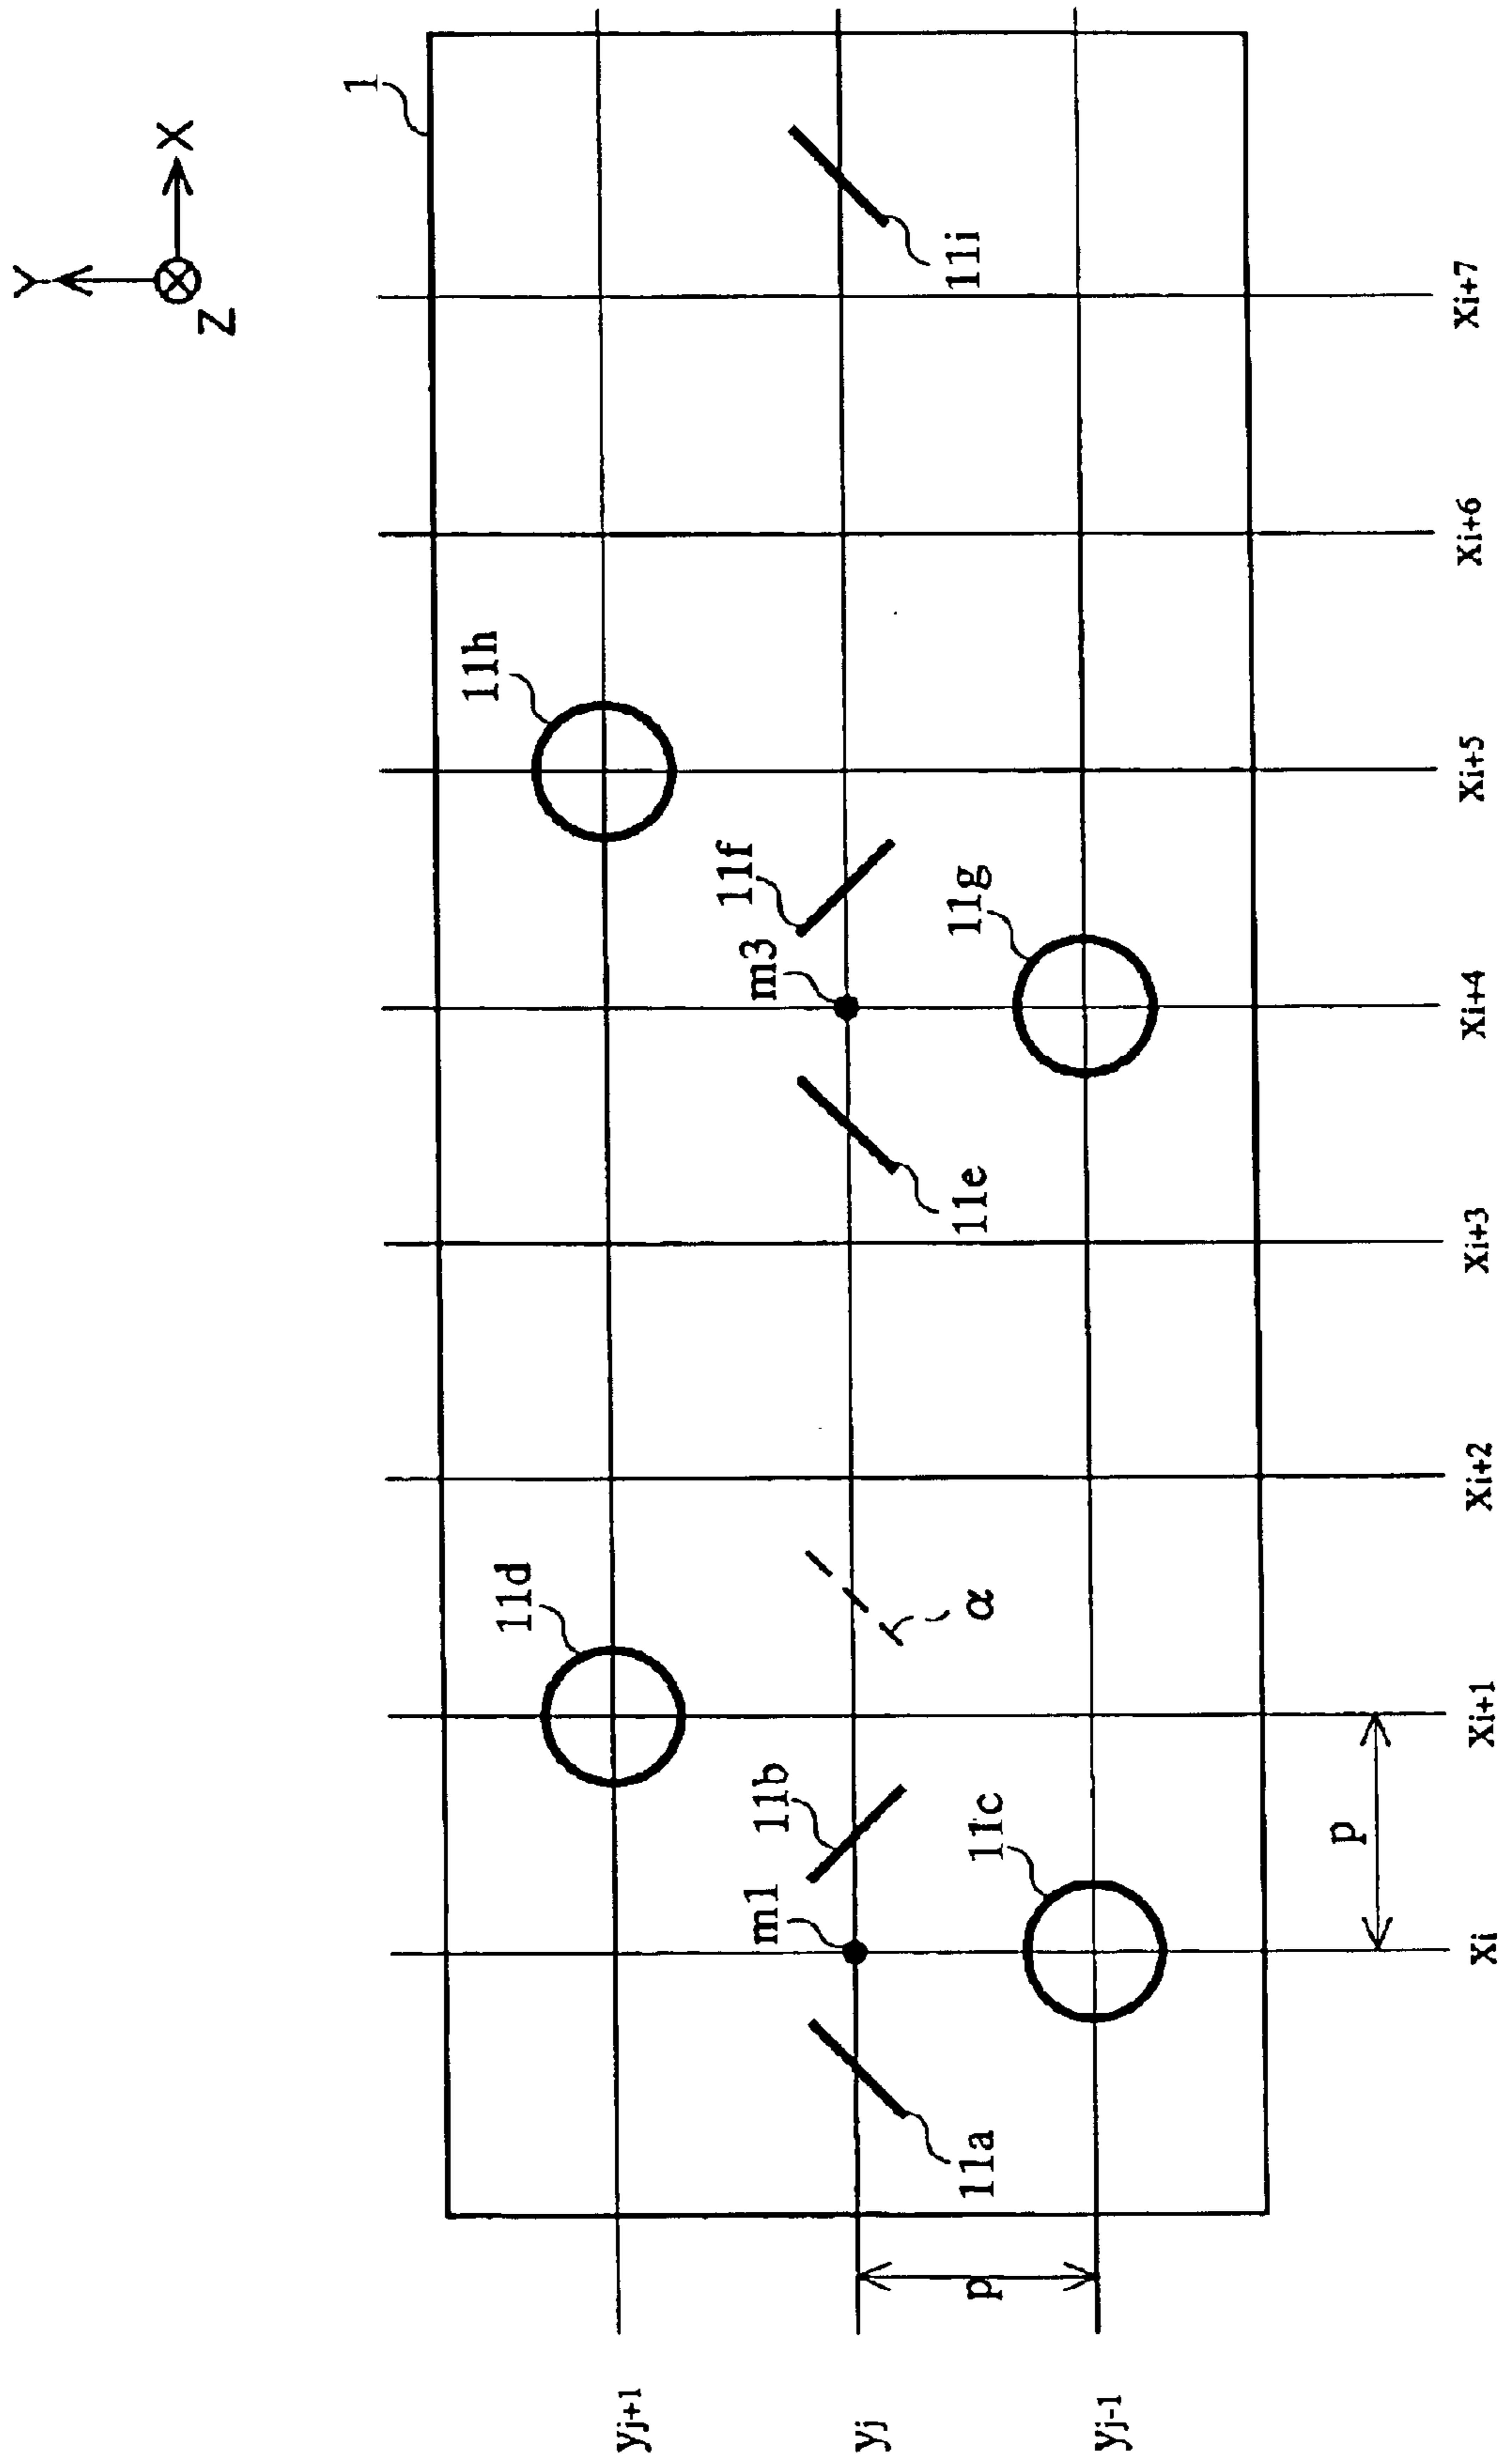 Y
X
Z
1
11d
11h
yj+1
m1
11b
m3
11f
yj
p
11a
11c
α
11e
11g
11i
yj-1
p
Xi
Xi+1
Xi+2
Xi+3
Xi+4
Xi+5
Xi+6
Xi+7